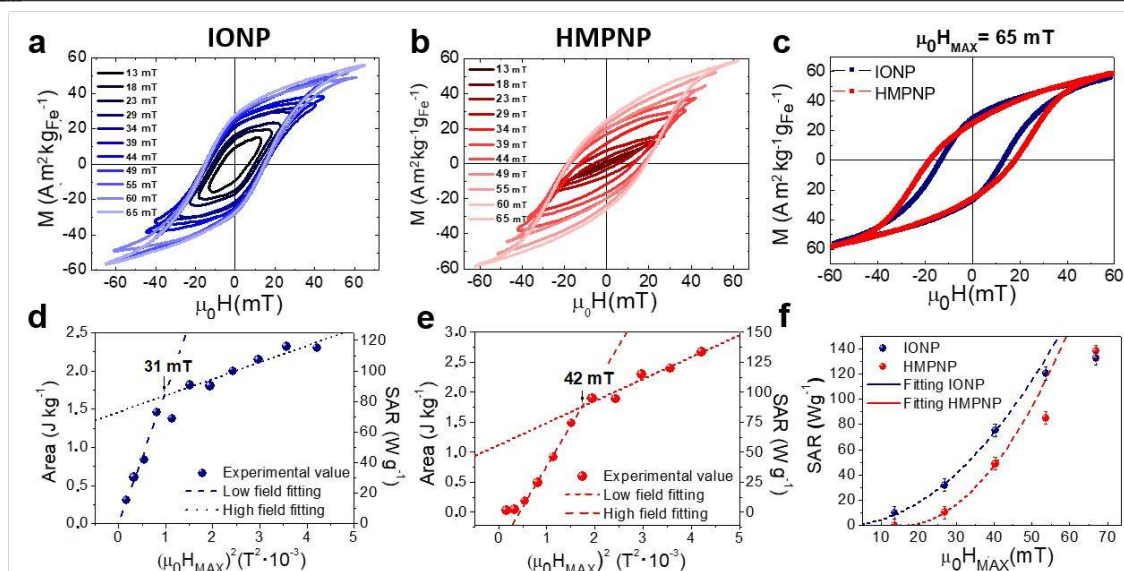 a
IONP
M (A m² kg_Fe⁻¹)
60
40
20
0
-20
-40
-60
13 mT
18 mT
23 mT
29 mT
34 mT
39 mT
44 mT
49 mT
55 mT
60 mT
65 mT
-60 -40 -20 0 20 40 60
μ₀H(mT)
b
HMPNP
M (A m² kg⁻¹g_Fe⁻¹)
60
40
20
0
-20
-40
-60
13 mT
18 mT
23 mT
29 mT
34 mT
39 mT
44 mT
49 mT
55 mT
60 mT
65 mT
-60 -40 -20 0 20 40 60
μ₀H(mT)
c
μ₀H_MAX = 65 mT
IONP
HMPNP
M (A m² kg⁻¹g_Fe⁻¹)
60
40
20
0
20
40
60
-60 -40 -20 0 20 40 60
μ₀H(mT)
d
Area (J kg⁻¹)
2.5
2.0
1.5
1.0
0.5
0.0
31 mT
Experimental value
Low field fitting
High field fitting
120
100
80
60
40
20
0
SAR (W g⁻¹)
0 1 2 3 4 5
(μ₀H_MAX)² (T²·10⁻³)
e
Area (J kg⁻¹)
3.0
2.5
2.0
1.5
1.0
0.5
0.0
42 mT
Experimental value
Low field fitting
High field fitting
150
125
100
75
50
25
0
SAR (W g⁻¹)
0 1 2 3 4 5
(μ₀H_MAX)² (T²·10⁻³)
f
SAR (Wg⁻¹)
140
120
100
80
60
40
20
0
IONP
HMPNP
Fitting IONP
Fitting HMPNP
10 20 30 40 50 60 70
μ₀H_MAX(mT)